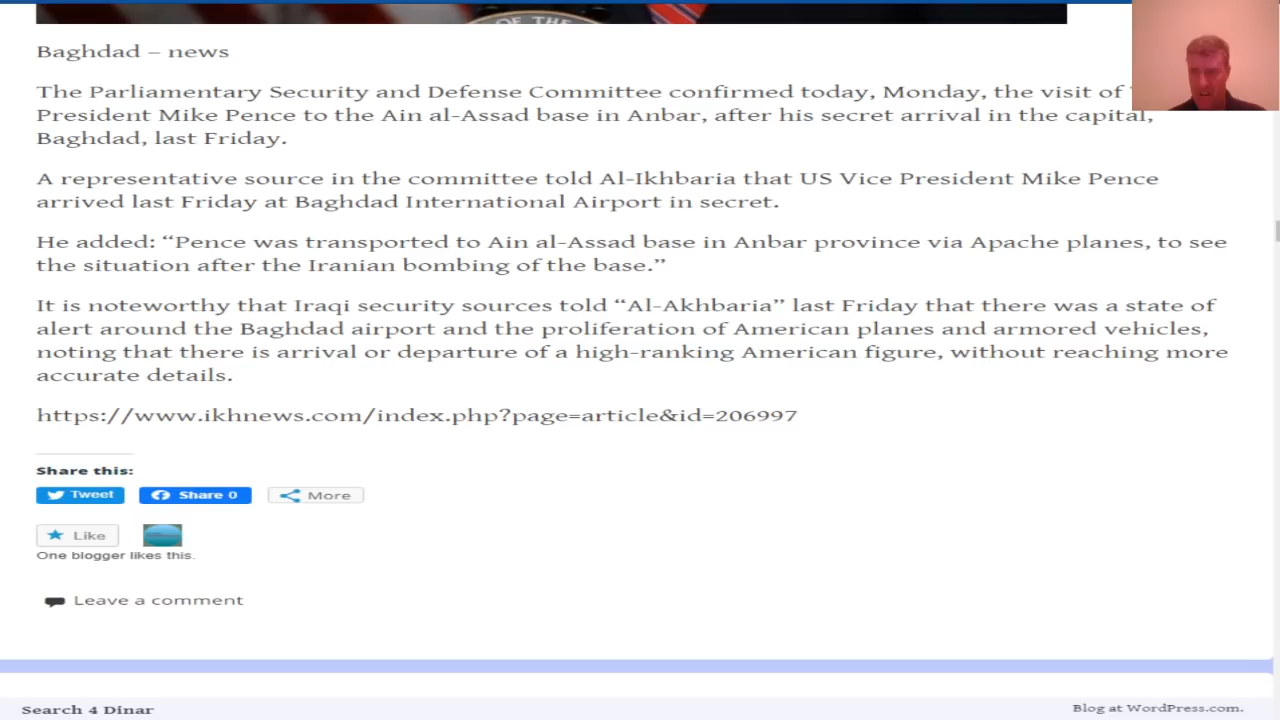 OF THE
Baghdad – news
The Parliamentary Security and Defense Committee confirmed today, Monday, the visit of
President Mike Pence to the Ain al-Assad base in Anbar, after his secret arrival in the capital,
Baghdad, last Friday.
A representative source in the committee told Al-Ikhbaria that US Vice President Mike Pence
arrived last Friday at Baghdad International Airport in secret.
He added: “Pence was transported to Ain al-Assad base in Anbar province via Apache planes, to see
the situation after the Iranian bombing of the base.”
It is noteworthy that Iraqi security sources told “Al-Akhbaria” last Friday that there was a state of
alert around the Baghdad airport and the proliferation of American planes and armored vehicles,
noting that there is arrival or departure of a high-ranking American figure, without reaching more
accurate details.
https://www.ikhnews.com/index.php?page=article&id=206997
Share this:
Tweet Share 0 More
Like
One blogger likes this.
Leave a comment
Search 4 Dinar Blog at WordPress.com.